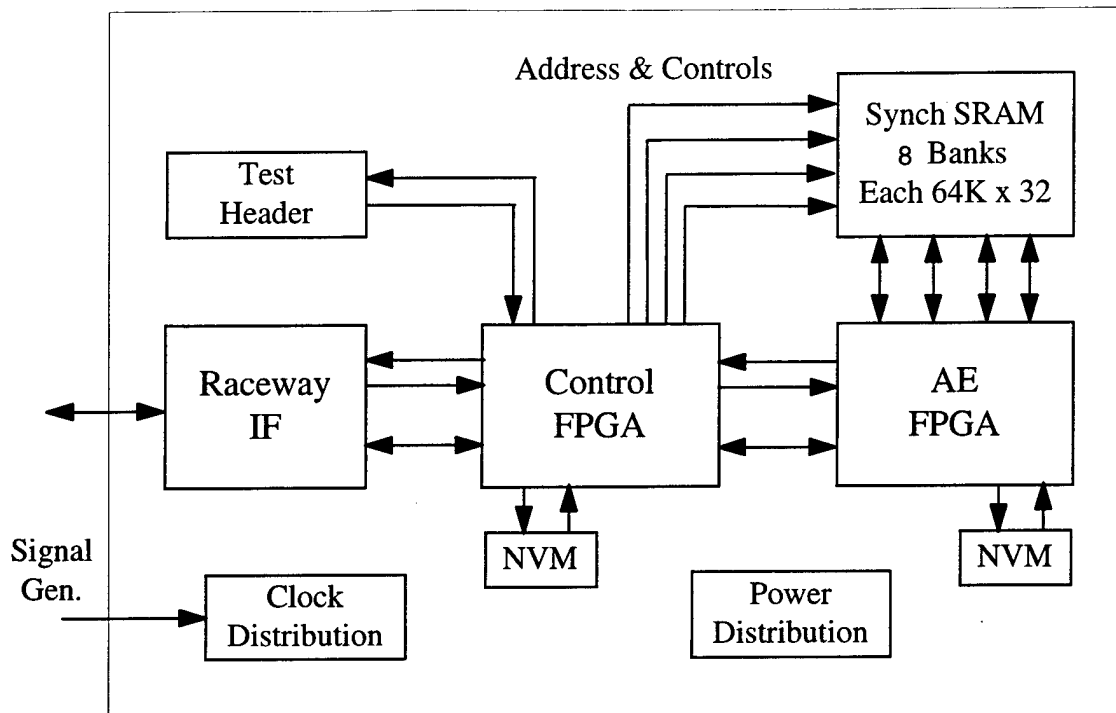 Address & Controls
Synch SRAM
8 Banks
Each 64K x 32
Test
Header
Raceway
IF
Control
FPGA
AE
FPGA
NVM
NVM
Signal
Gen.
Clock
Distribution
Power
Distribution